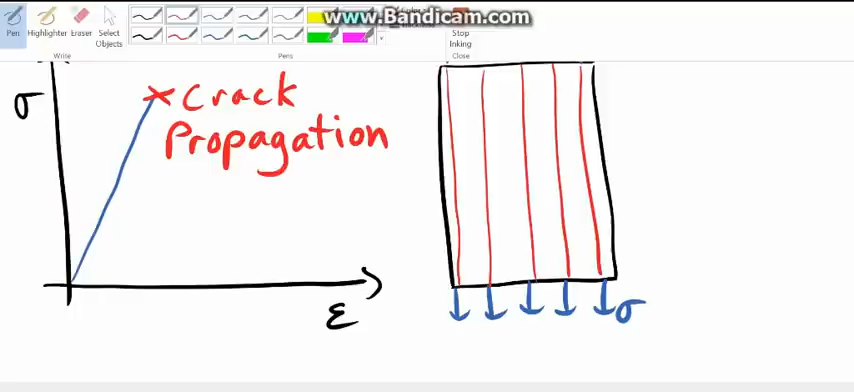 www.Bandicam.com
Pen
Highlighter
Eraser
Select
Objects
Stop
Inking
Write
Pens
Close
σ
Crack
Propagation
ε
σ